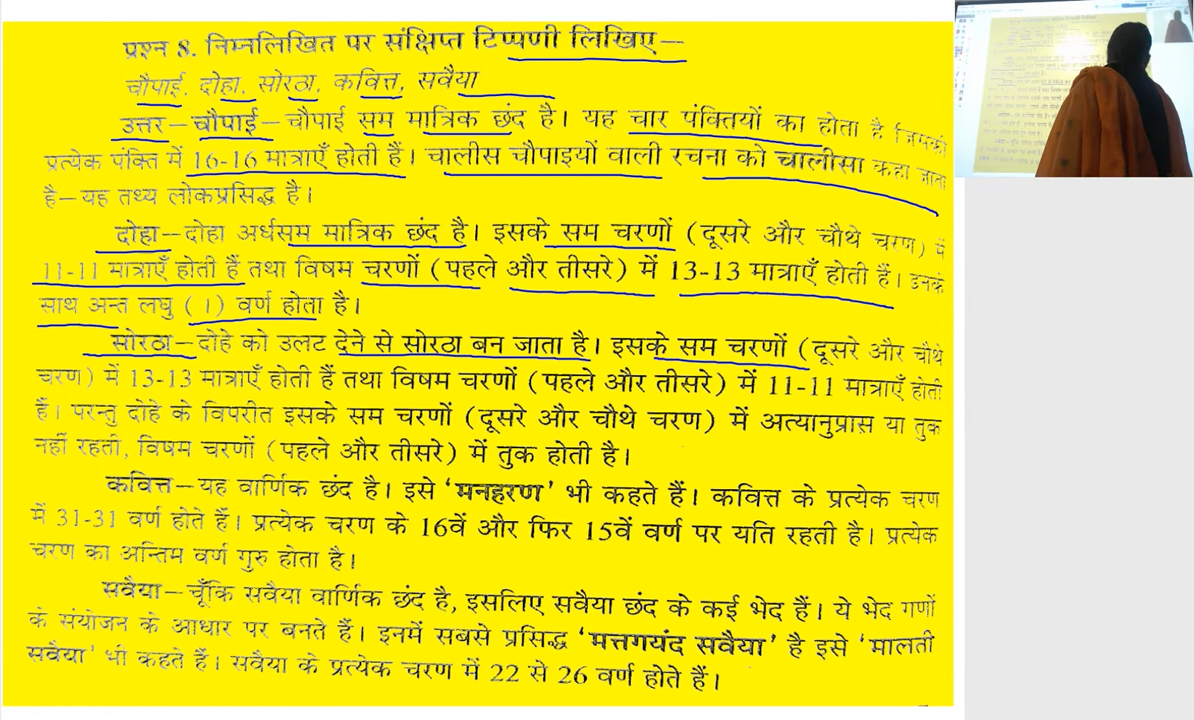 प्रश्न 8. निम्नलिखित पर संक्षिप्त टिप्पणी लिखिए–
चौपाई, दोहा, सोरठा, कवित्त, सवैया
उत्तर–चौपाई–चौपाई सम मात्रिक छंद है। यह चार पंक्तियों का होता है जिसकी
प्रत्येक पंक्ति में 16-16 मात्राएँ होती हैं। चालीस चौपाइयों वाली रचना को चालीसा कहा जाता
है–यह तथ्य लोकप्रसिद्ध है।
दोहा–दोहा अर्धसम मात्रिक छंद है। इसके सम चरणों (दूसरे और चौथे चरण) में
11-11 मात्राएँ होती हैं तथा विषम चरणों (पहले और तीसरे) में 13-13 मात्राएँ होती हैं। इनके
साथ अन्त लघु (।) वर्ण होता है।
सोरठा–दोहे को उलट देने से सोरठा बन जाता है। इसके सम चरणों (दूसरे और चौथे
चरण) में 13-13 मात्राएँ होती हैं तथा विषम चरणों (पहले और तीसरे) में 11-11 मात्राएँ होती
हैं। परन्तु दोहे के विपरीत इसके सम चरणों (दूसरे और चौथे चरण) में अत्यानुप्रास या तुक
नहीं रहती, विषम चरणों (पहले और तीसरे) में तुक होती है।
कवित्त–यह वार्णिक छंद है। इसे 'मनहरण' भी कहते हैं। कवित्त के प्रत्येक चरण
में 31-31 वर्ण होते हैं। प्रत्येक चरण के 16वें और फिर 15वें वर्ण पर यति रहती है। प्रत्येक
चरण का अन्तिम वर्ण गुरु होता है।
सवैया–चूँकि सवैया वार्णिक छंद है, इसलिए सवैया छंद के कई भेद हैं। ये भेद गणों
के संयोजन के आधार पर बनते हैं। इनमें सबसे प्रसिद्ध 'मत्तगयंद सवैया' है इसे 'मालती
सवैया' भी कहते हैं। सवैया के प्रत्येक चरण में 22 से 26 वर्ण होते हैं।